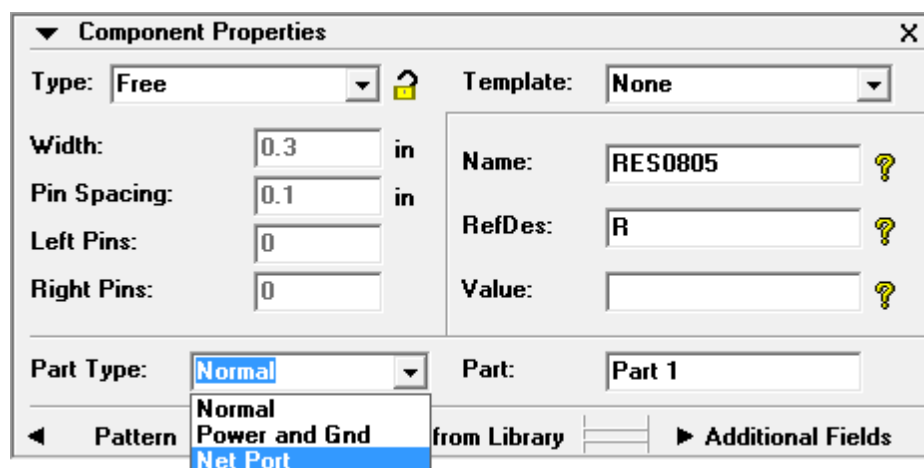 Component Properties X
Type: Free Template: None
Width: 0.3 in
Name: RES0805
Pin Spacing: 0.1 in
RefDes: R
Left Pins: 0
Right Pins: 0 Value:
Part Type: Normal Part: Part 1
Normal
Pattern Power and Gnd from Library Additional Fields
Net Port